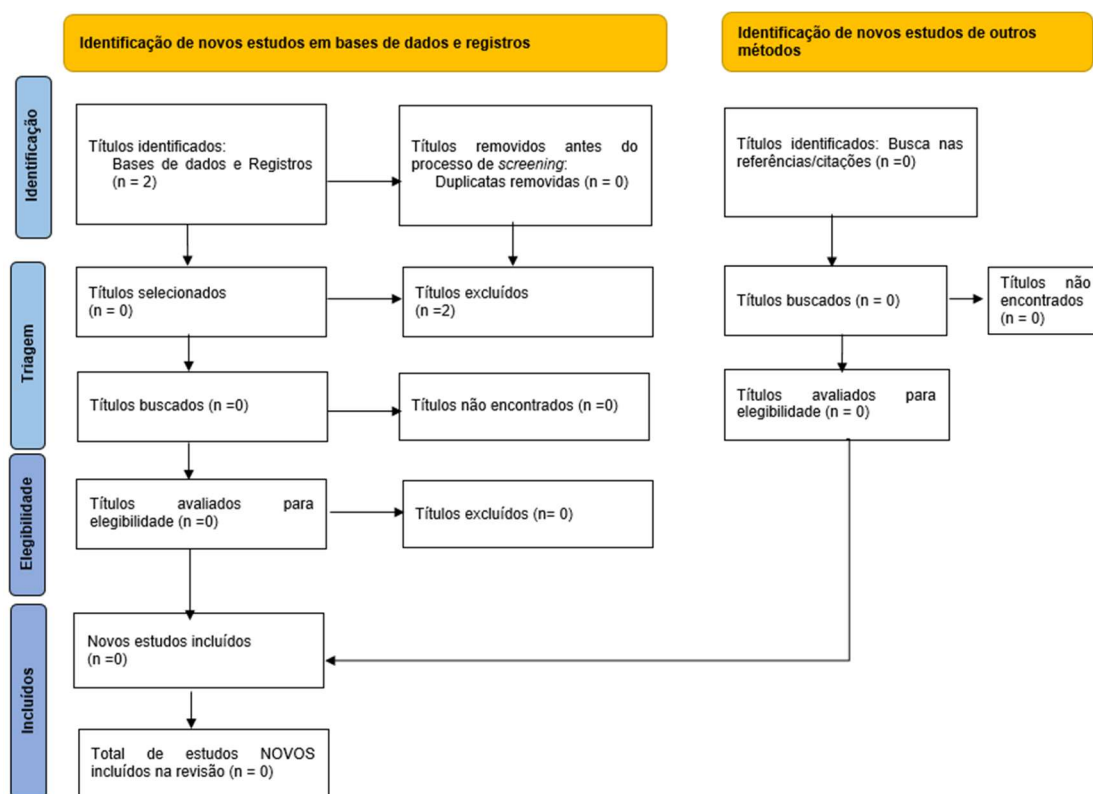 Identificação de novos estudos em bases de dados e registros
Identificação de novos estudos de outros
métodos
Identificação
Títulos identificados:
Bases de dados e Registros
(n = 2)
Títulos removidos antes do
processo de screening:
Duplicatas removidas (n = 0)
Títulos identificados: Busca nas
referências/citações (n =0)
Triagem
Títulos selecionados
(n = 0)
Títulos excluídos
(n =2)
Títulos buscados (n = 0)
Títulos não
encontrados
(n = 0)
Títulos buscados (n =0)
Títulos não encontrados (n =0)
Títulos avaliados para
elegibilidade (n = 0)
Elegibilidade
Títulos avaliados para
elegibilidade (n =0)
Títulos excluídos (n= 0)
Incluídos
Novos estudos incluídos
(n =0)
Total de estudos NOVOS
incluídos na revisão (n = 0)